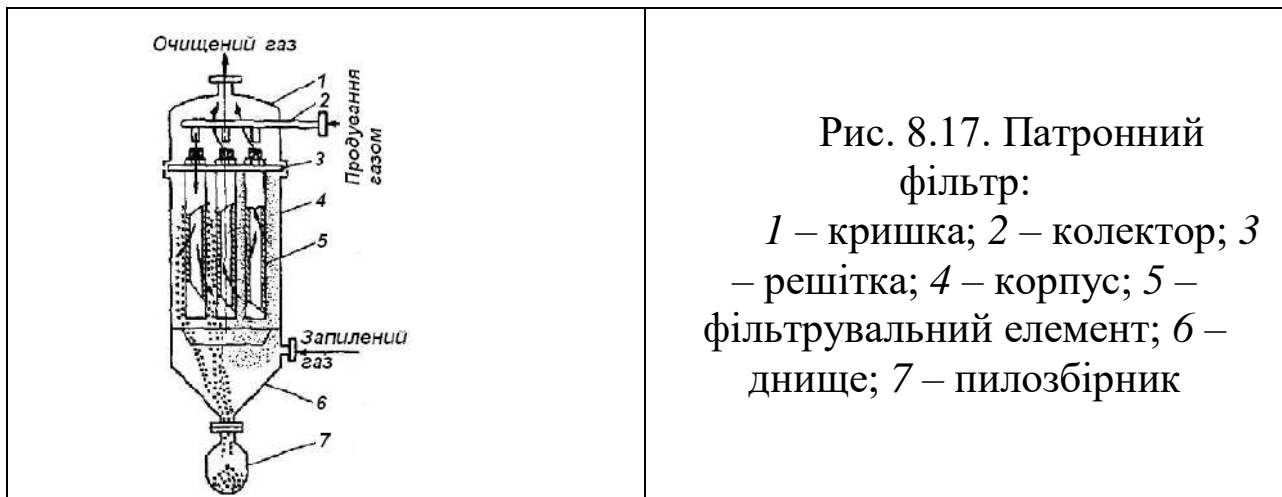 Очищений газ
1
2
Продування
газом
3
4
5
Запилений
газ
6
7
Рис. 8.17. Патронний
фільтр:
1 – кришка; 2 – колектор; 3
– решітка; 4 – корпус; 5 –
фільтрувальний елемент; 6 –
днище; 7 – пилозбірник